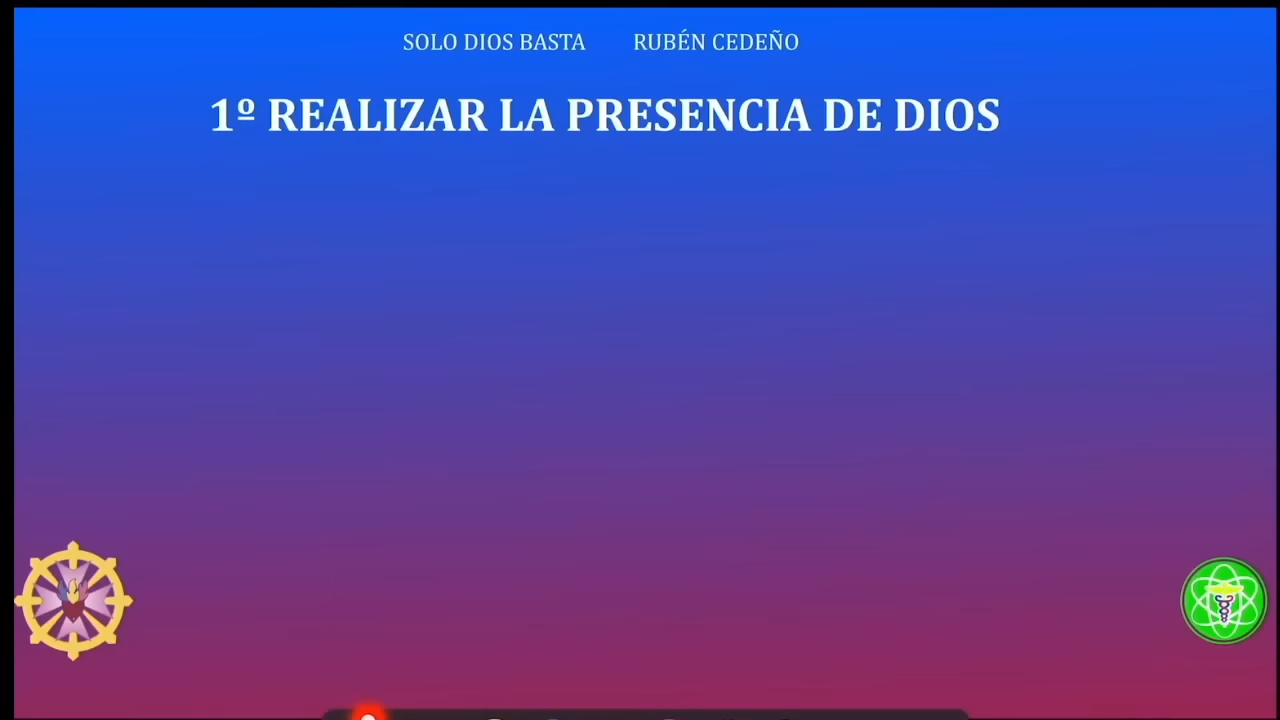 SOLO DIOS BASTA RUBÉN CEDEÑO
1º REALIZAR LA PRESENCIA DE DIOS